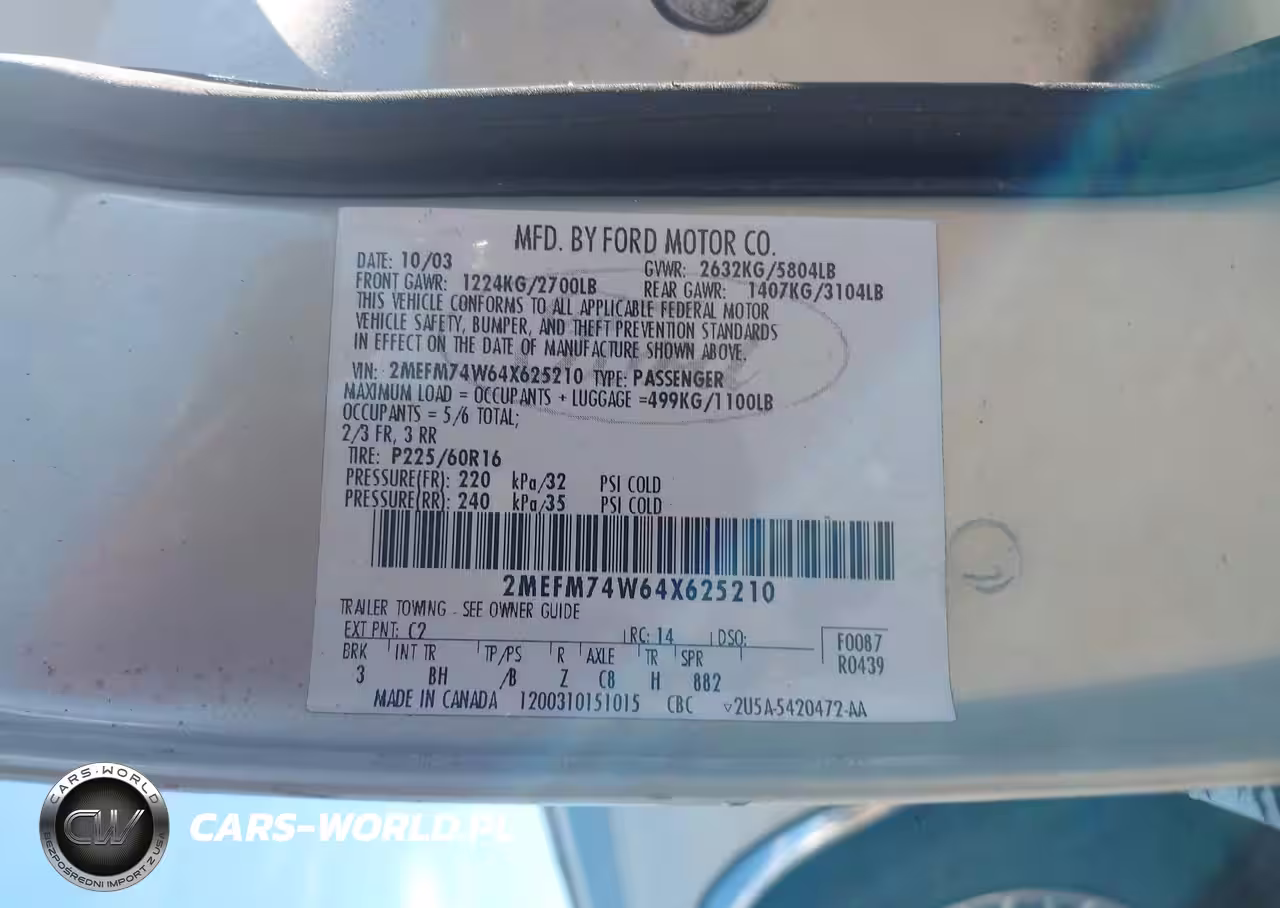 MFD. BY FORD MOTOR CO.
DATE: 10/03 GVWR: 2632KG/5804LB
FRONT GAWR: 1224KG/2700LB REAR GAWR: 1407KG/3104LB
THIS VEHICLE CONFORMS TO ALL APPLICABLE FEDERAL MOTOR
VEHICLE SAFETY, BUMPER, AND THEFT PREVENTION STANDARDS
IN EFFECT ON THE DATE OF MANUFACTURE SHOWN ABOVE.
VIN: 2MEFM74W64X625210 TYPE: PASSENGER
MAXIMUM LOAD = OCCUPANTS + LUGGAGE =499KG/1100LB
OCCUPANTS = 5/6 TOTAL;
2/3 FR, 3 RR
TIRE: P225/60R16
PRESSURE(FR): 220 kPa/32 PSI COLD
PRESSURE(RR): 240 kPa/35 PSI COLD
2MEFM74W64X625210
TRAILER TOWING - SEE OWNER GUIDE
EXT PNT: C2 RC: 14 DSO: F0087
R0439
BRK INT TR TP/PS R AXLE TR SPR
3 BH /B Z C8 H 882
MADE IN CANADA 1200310151015 CBC ▽2U5A-5420472-AA
CARS-WORLD
CW
BEZPOŚREDNI IMPORT Z USA
CARS-WORLD.PL